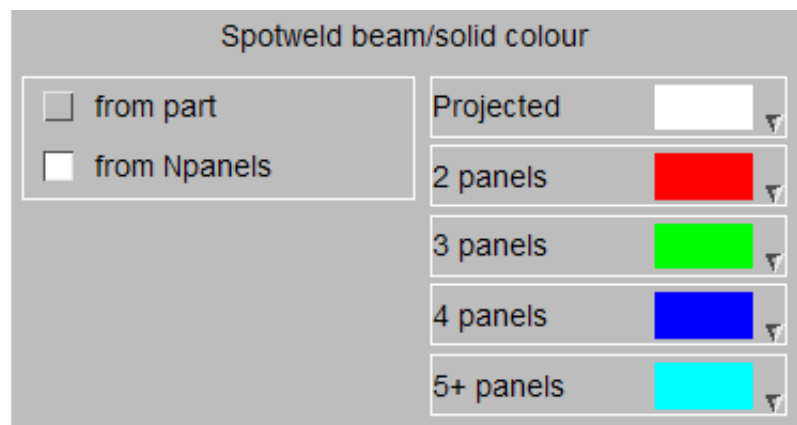 Spotweld beam/solid colour
from part
from Npanels
Projected
2 panels
3 panels
4 panels
5+ panels